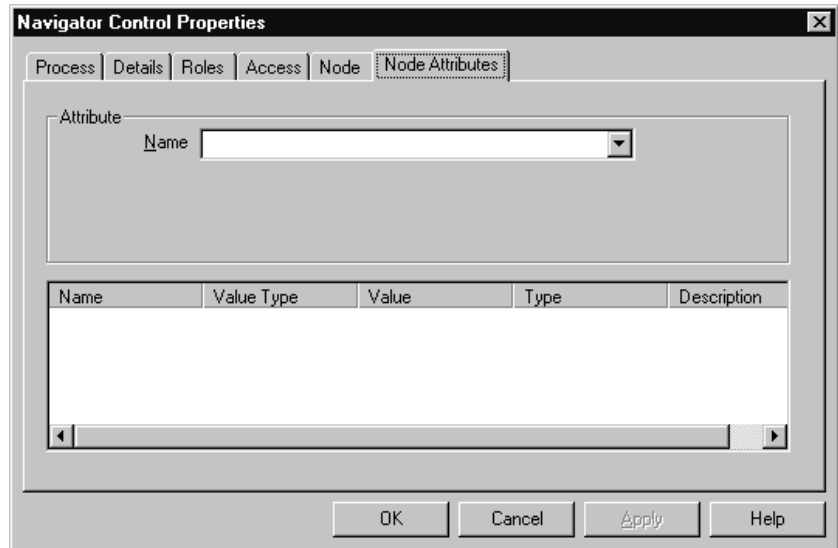 Navigator Control Properties
Process Details Roles Access Node Node Attributes
Attribute
Name
Name Value Type Value Type Description
OK Cancel Apply Help